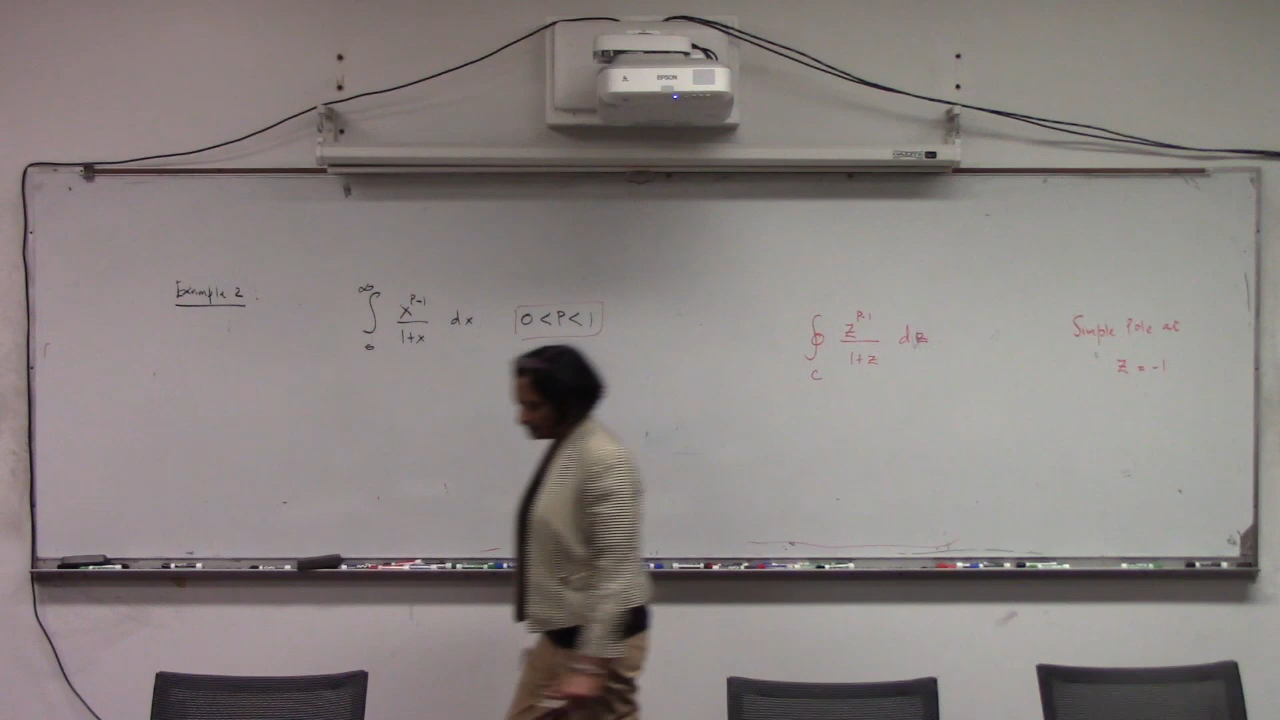 EPSON
Example 2 :
∫₀^∞ x^{p-1} / (1+x) dx
0 < P < 1
∮_C z^{p-1} / (1+z) dz
Simple Pole at
z = -1